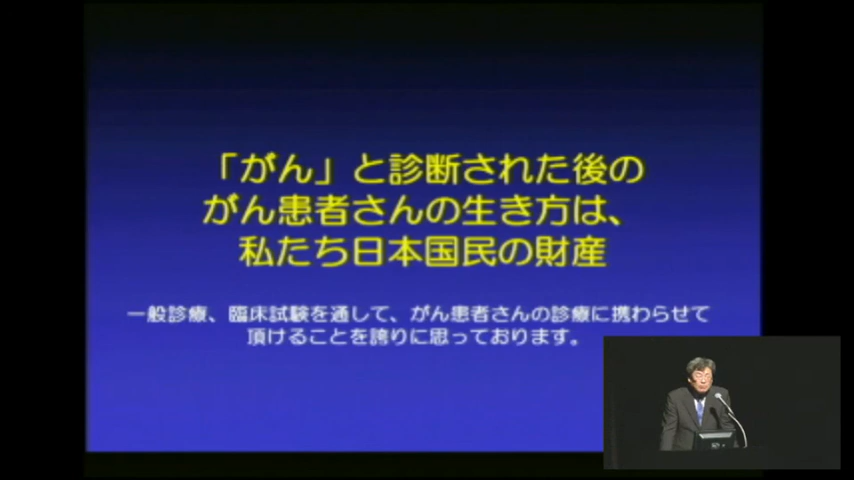 「がん」と診断された後の
がん患者さんの生き方は、
私たち日本国民の財産
一般診療、臨床試験を通して、がん患者さんの診療に携わらせて
頂けることを誇りに思っております。